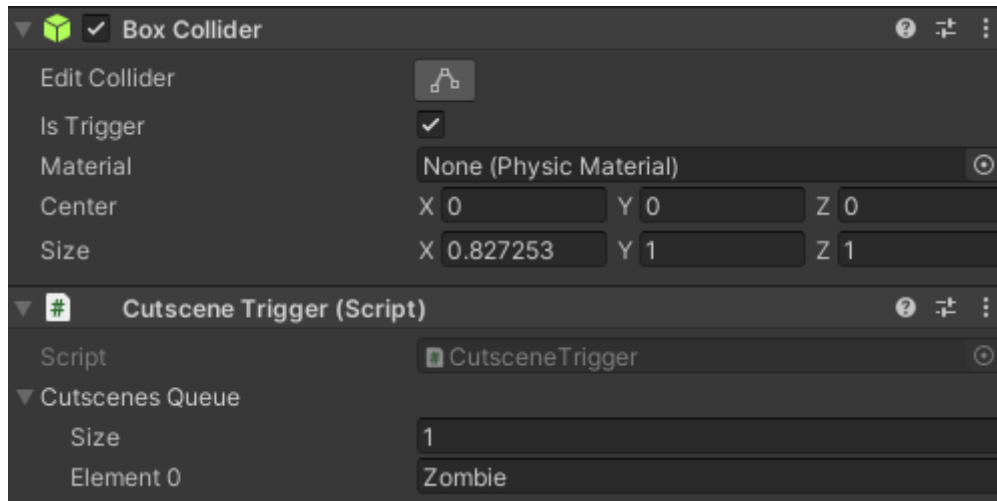 Box Collider
Edit Collider
Is Trigger
Material None (Physic Material)
Center X 0 Y 0 Z 0
Size X 0.827253 Y 1 Z 1
# Cutscene Trigger (Script)
Script # CutsceneTrigger
Cutscenes Queue
Size 1
Element 0 Zombie